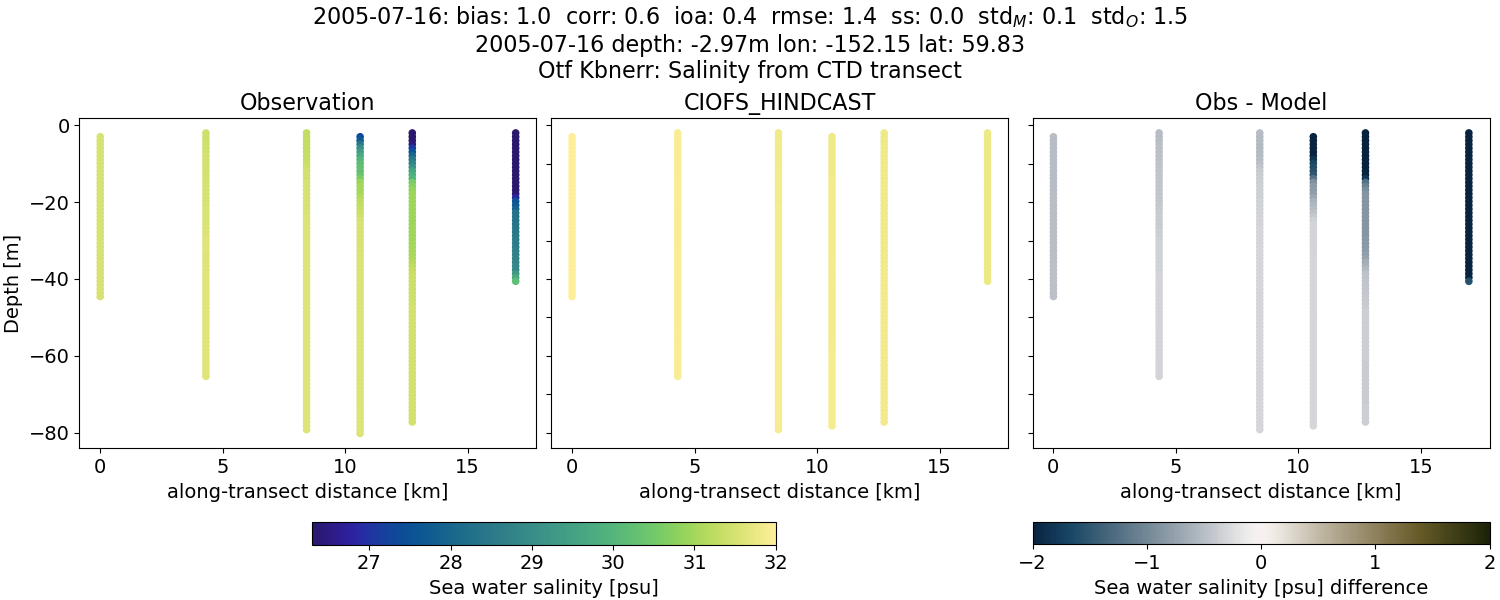 2005-07-16: bias: 1.0  corr: 0.6  ioa: 0.4  rmse: 1.4  ss: 0.0  std_M: 0.1  std_O: 1.5
2005-07-16 depth: -2.97m lon: -152.15 lat: 59.83
Otf Kbnerr: Salinity from CTD transect
Observation
CIOFS_HINDCAST
Obs - Model
Depth [m]
0
−20
−40
−60
−80
0 5 10 15
0 5 10 15
0 5 10 15
along-transect distance [km]
along-transect distance [km]
along-transect distance [km]
27 28 29 30 31 32
Sea water salinity [psu]
−2 −1 0 1 2
Sea water salinity [psu] difference